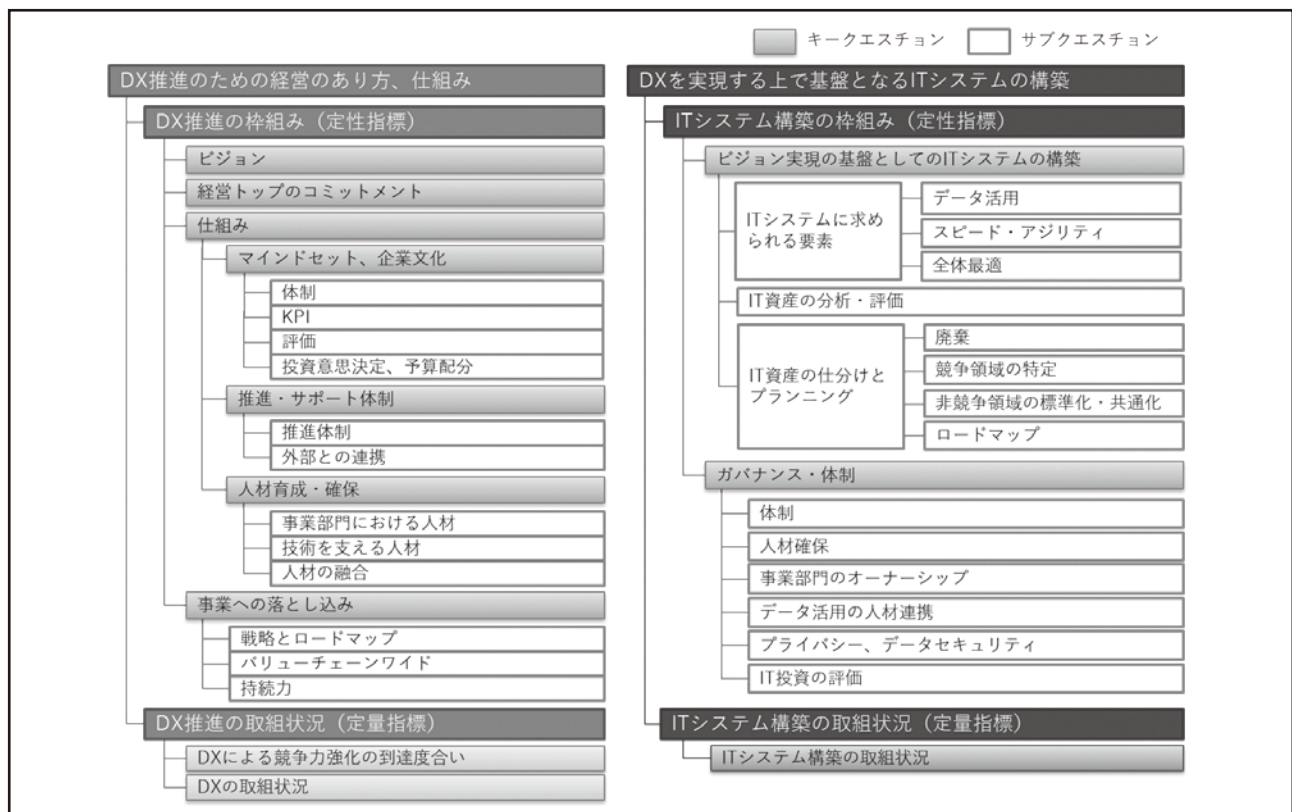 キークエスチョン
サブクエスチョン
DX推進のための経営のあり方、仕組み
DX推進の枠組み（定性指標）
ビジョン
経営トップのコミットメント
仕組み
マインドセット、企業文化
体制
KPI
評価
投資意思決定、予算配分
推進・サポート体制
推進体制
外部との連携
人材育成・確保
事業部門における人材
技術を支える人材
人材の融合
事業への落とし込み
戦略とロードマップ
バリューチェーンワイド
持続力
DX推進の取組状況（定量指標）
DXによる競争力強化の到達度合い
DXの取組状況
DXを実現する上で基盤となるITシステムの構築
ITシステム構築の枠組み（定性指標）
ビジョン実現の基盤としてのITシステムの構築
ITシステムに求め
られる要素
データ活用
スピード・アジリティ
全体最適
IT資産の分析・評価
IT資産の仕分けと
プランニング
廃棄
競争領域の特定
非競争領域の標準化・共通化
ロードマップ
ガバナンス・体制
体制
人材確保
事業部門のオーナーシップ
データ活用の人材連携
プライバシー、データセキュリティ
IT投資の評価
ITシステム構築の取組状況（定量指標）
ITシステム構築の取組状況